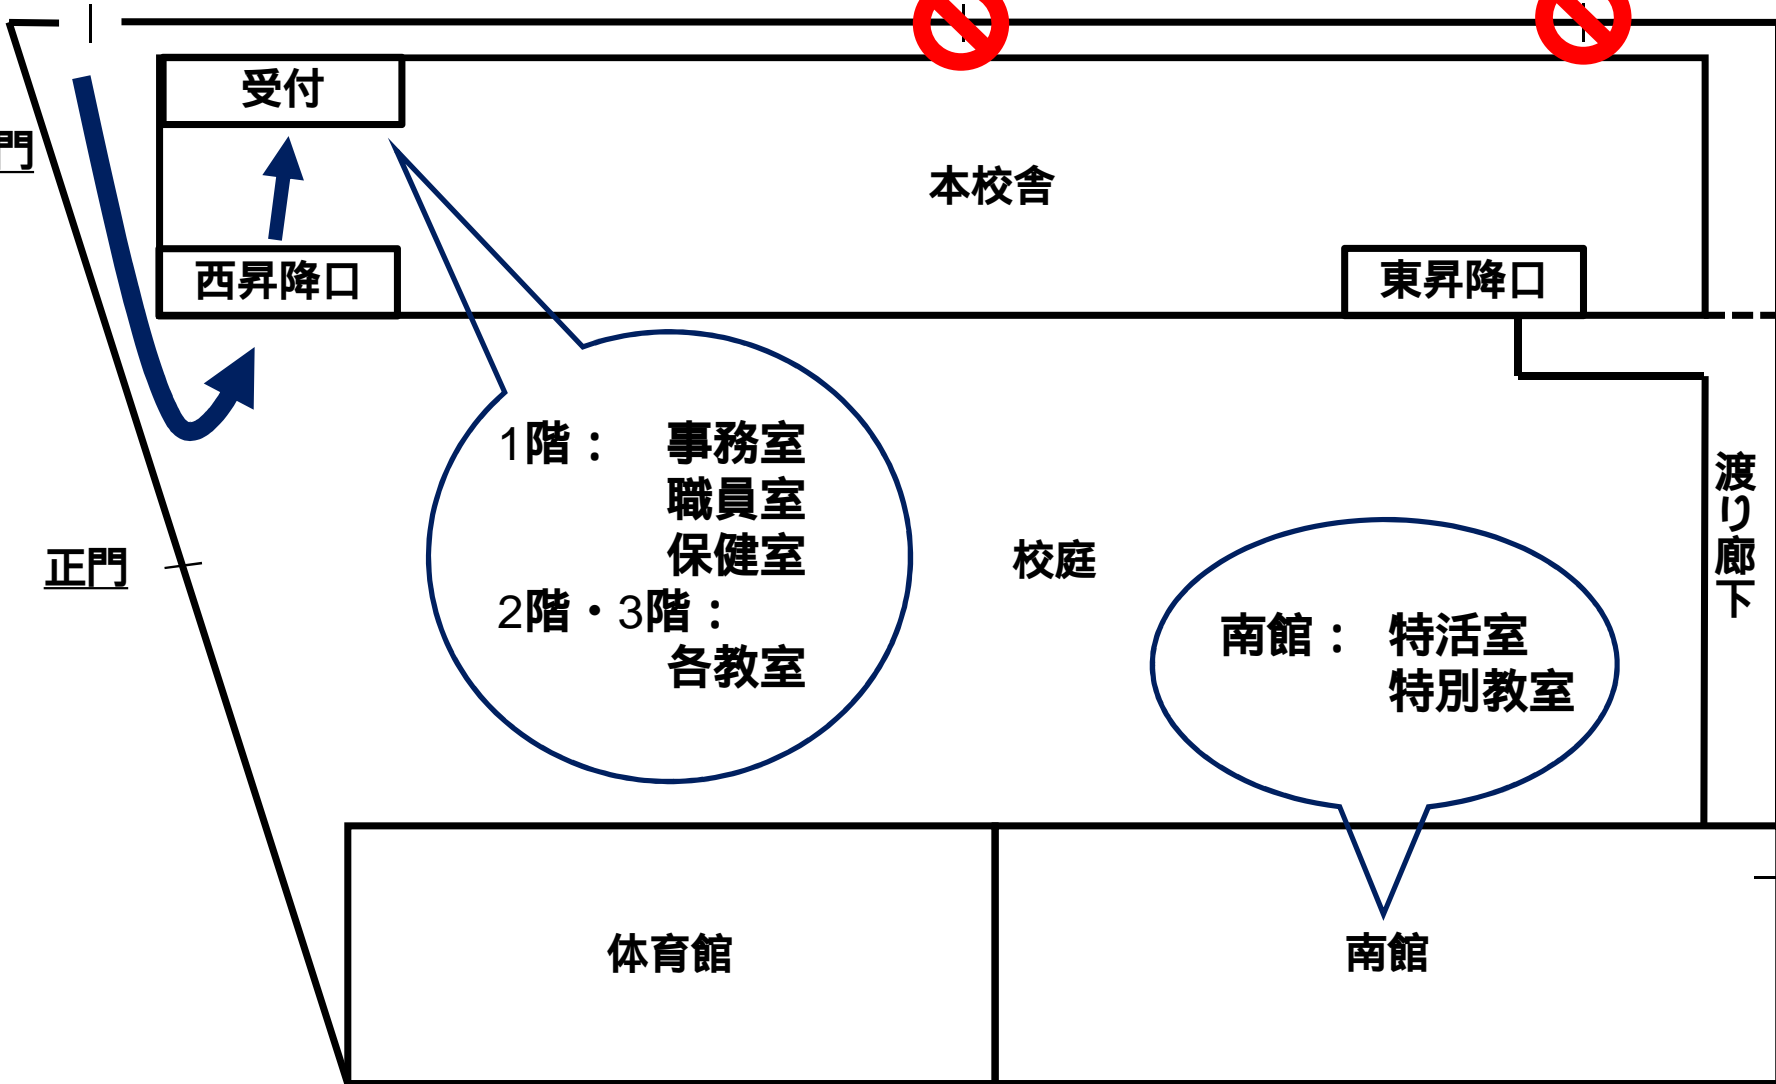 受付
門
本校舎
西昇降口
東昇降口
1階： 事務室
職員室
保健室
2階・3階：
各教室
渡り廊下
正門
校庭
南館： 特活室
特別教室
体育館
南館